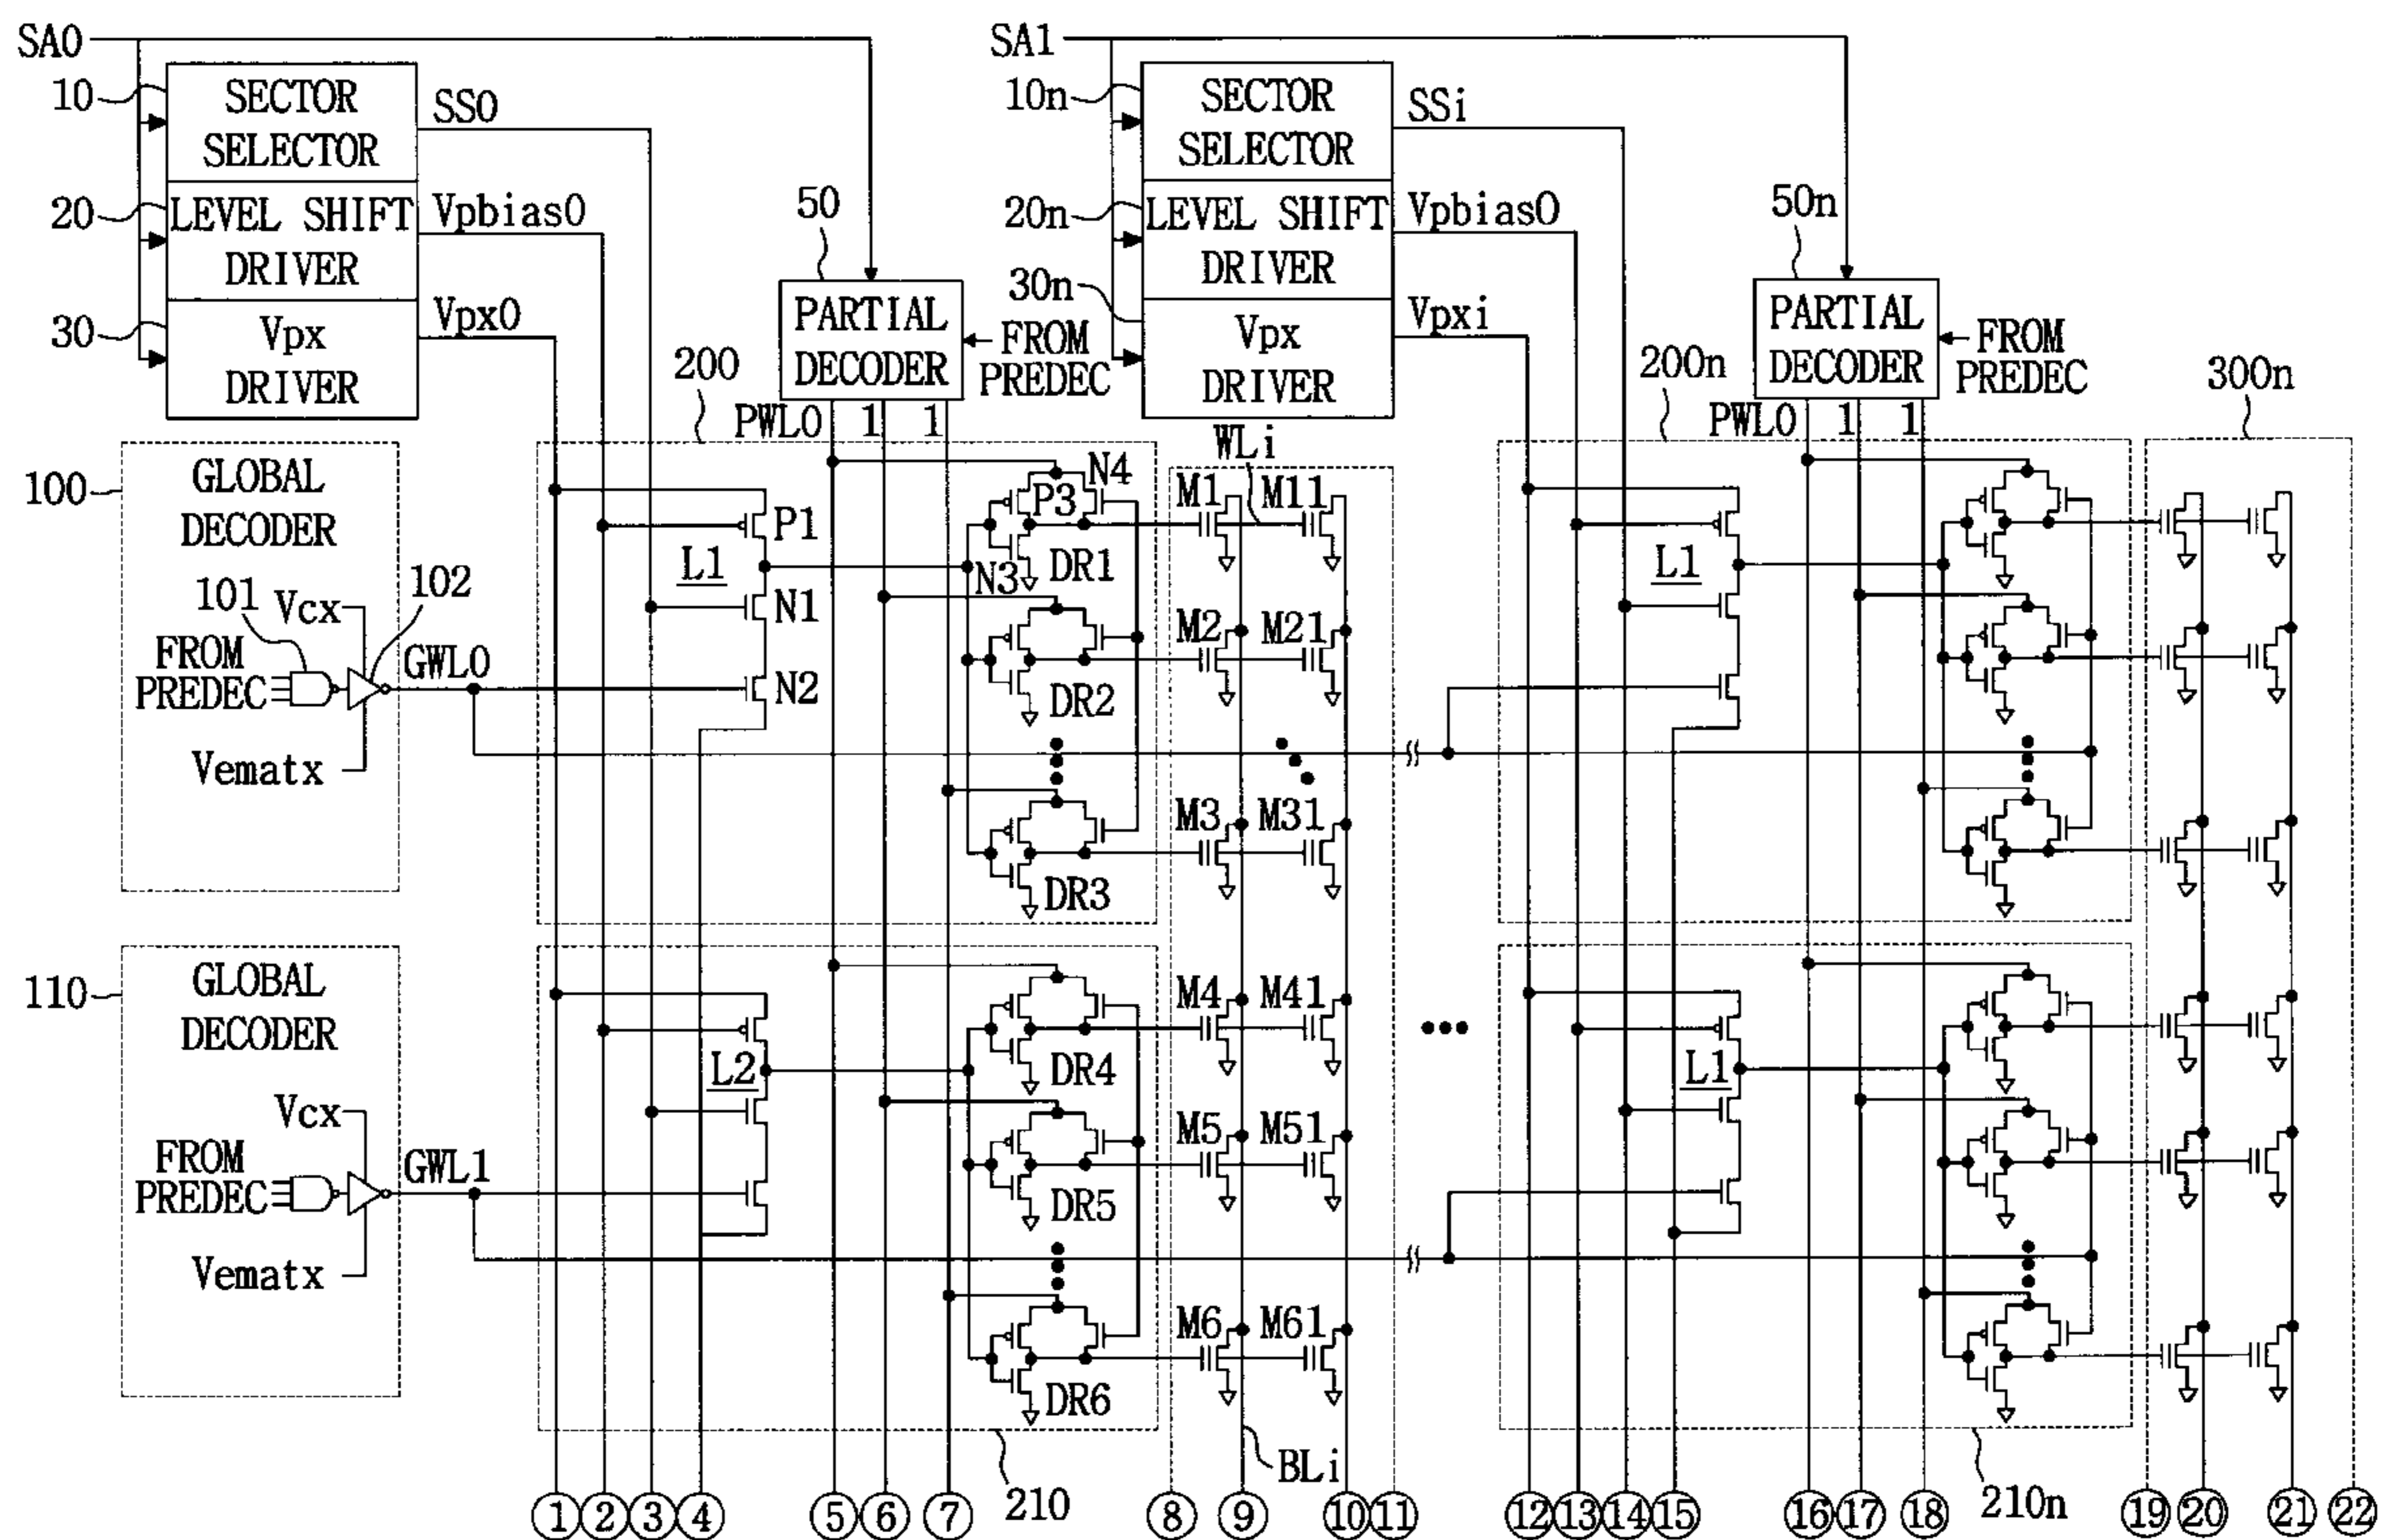 SA0
10
SECTOR
SELECTOR
SS0
20
LEVEL SHIFT
DRIVER
Vpbias0
30
Vpx
DRIVER
Vpx0
50
PARTIAL
DECODER
FROM
PREDEC
PWL0 1 1
200
SA1
10n
SECTOR
SELECTOR
SSi
20n
LEVEL SHIFT
DRIVER
Vpbias0
30n
Vpx
DRIVER
Vpxi
50n
PARTIAL
DECODER
FROM
PREDEC
PWL0 1 1
200n
300n
100
GLOBAL
DECODER
101
102
Vcx
FROM
PREDEC
GWL0
Vematx
P1
L1
N1
N2
N4
P3
N3
DR1
DR2
DR3
WLi
M1 M11
M2 M21
M3 M31
L1
110
GLOBAL
DECODER
Vcx
FROM
PREDEC
GWL1
Vematx
L2
DR4
DR5
DR6
M4 M41
M5 M51
M6 M61
L1
BLi
210
210n
1 2 3 4 5 6 7 8 9 10 11 12 13 14 15 16 17 18 19 20 21 22